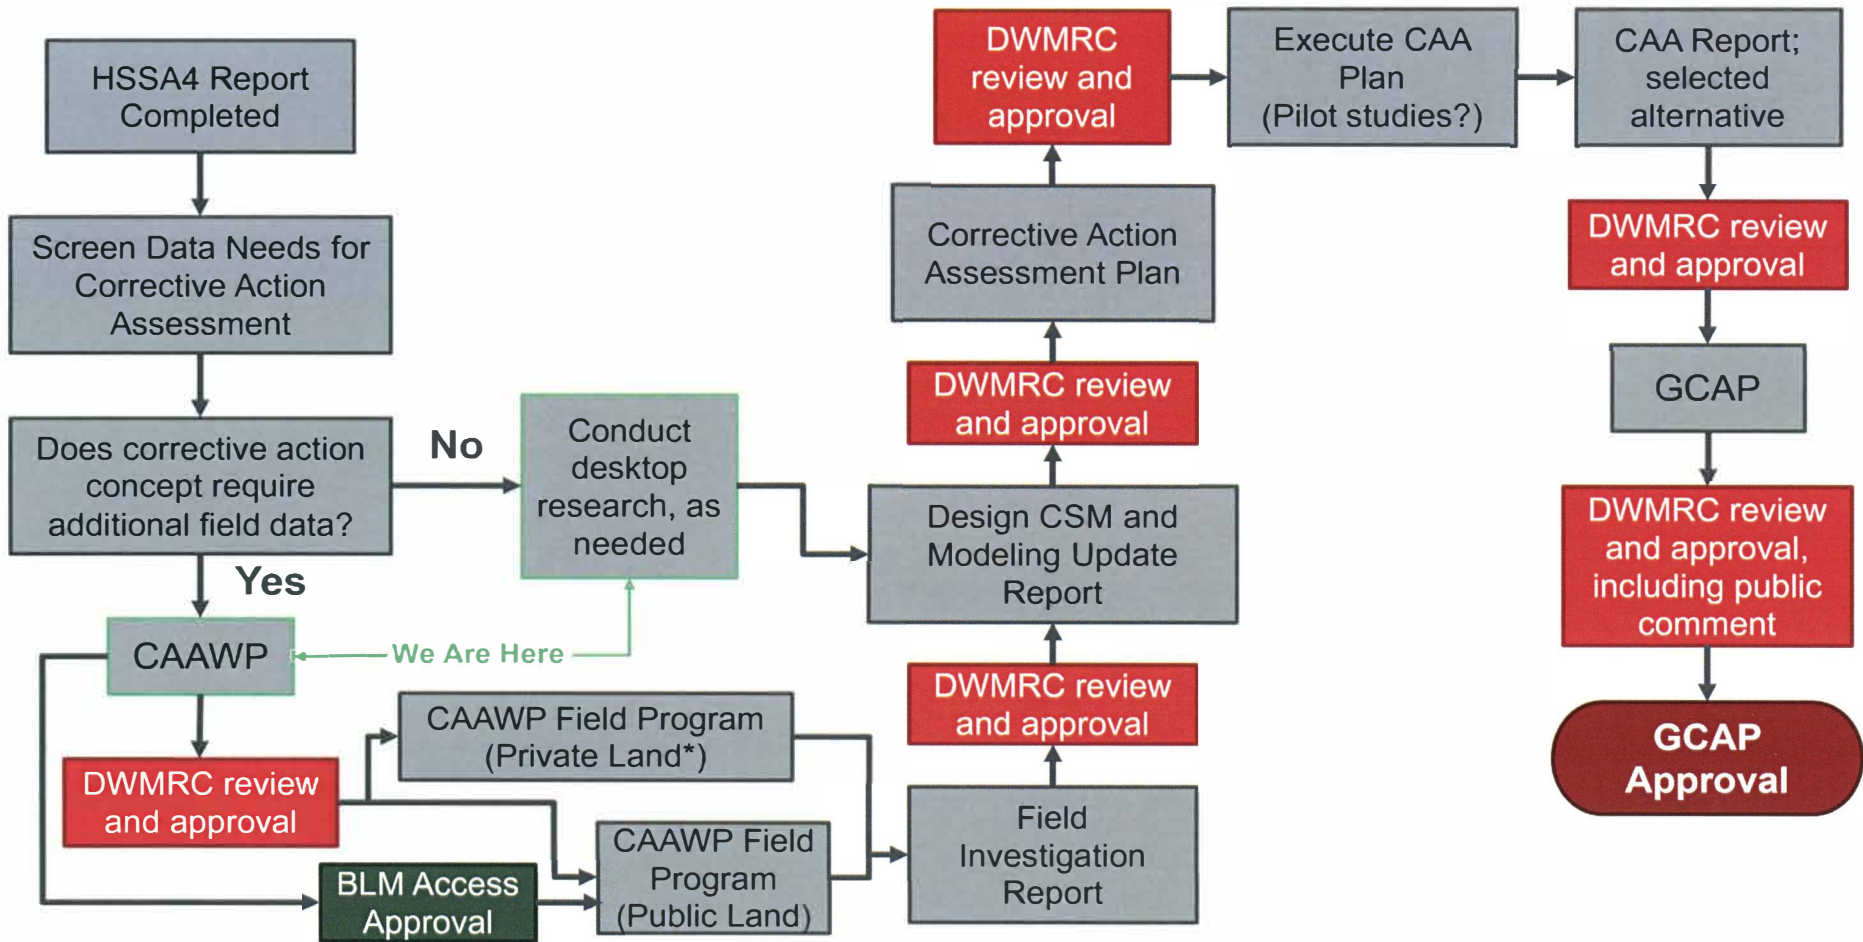 HSSA4 Report
Completed
Screen Data Needs for
Corrective Action
Assessment
Does corrective action
concept require
additional field data?
No
Yes
Conduct
desktop
research, as
needed
CAAWP
We Are Here
DWMRC review
and approval
BLM Access
Approval
CAAWP Field Program
(Private Land*)
CAAWP Field
Program
(Public Land)
Field
Investigation
Report
DWMRC review
and approval
Design CSM and
Modeling Update
Report
DWMRC review
and approval
Corrective Action
Assessment Plan
DWMRC
review and
approval
Execute CAA
Plan
(Pilot studies?)
CAA Report;
selected
alternative
DWMRC review
and approval
GCAP
DWMRC review
and approval,
including public
comment
GCAP
Approval